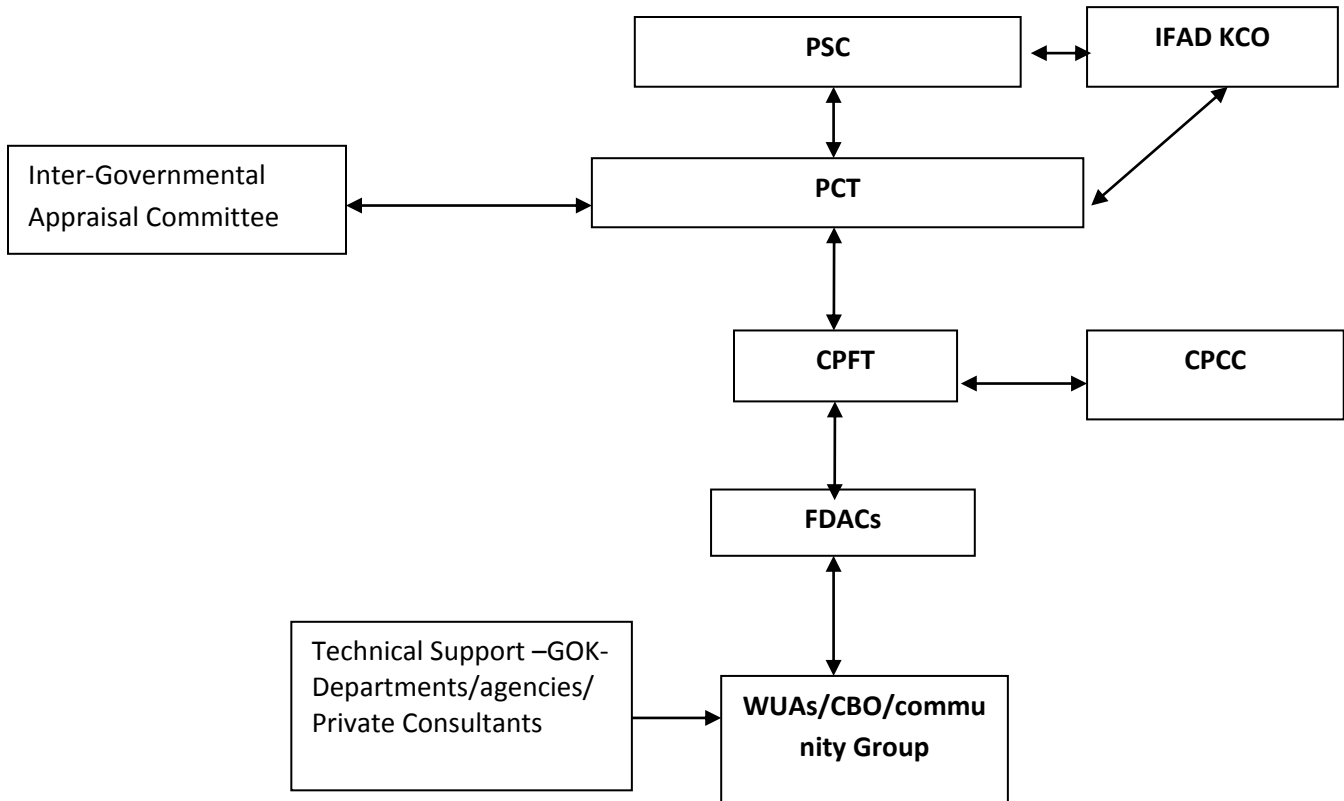 PSC
IFAD KCO
Inter-Governmental
Appraisal Committee
PCT
CPFT
CPCC
FDACs
Technical Support –GOK-
Departments/agencies/
Private Consultants
WUAs/CBO/commu
nity Group